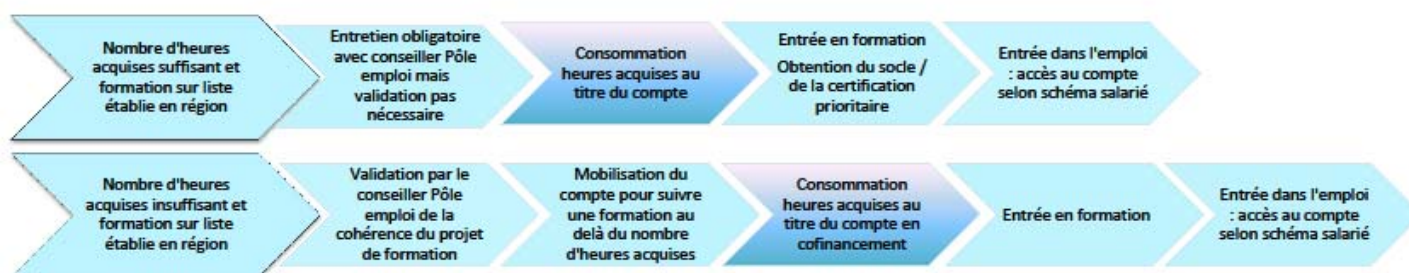 Nombre d'heures
acquises suffisant et
formation sur liste
établie en région
Entretien obligatoire
avec conseiller Pôle
emploi mais
validation pas
nécessaire
Consommation
heures acquises au
titre du compte
Entrée en formation
Obtention du socle /
de la certification
prioritaire
Entrée dans l'emploi
: accès au compte
selon schéma salarié
Nombre d'heures
acquises insuffisant et
formation sur liste
établie en région
Validation par le
conseiller Pôle
emploi de la
cohérence du projet
de formation
Mobilisation du
compte pour suivre
une formation au
delà du nombre
d'heures acquises
Consommation
heures acquises au
titre du compte en
cofinancement
Entrée en formation
Entrée dans l'emploi
: accès au compte
selon schéma salarié